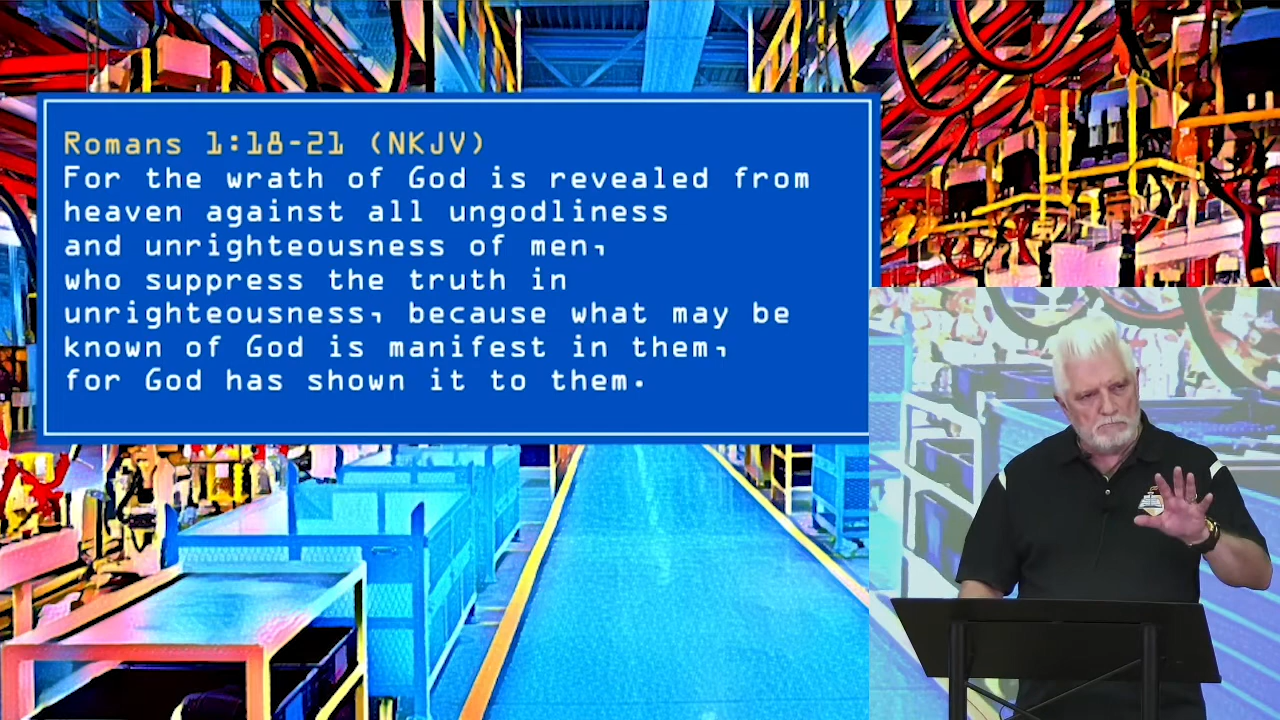 Romans 1:18-21 (NKJV)
For the wrath of God is revealed from
heaven against all ungodliness
and unrighteousness of men,
who suppress the truth in
unrighteousness, because what may be
known of God is manifest in them,
for God has shown it to them.